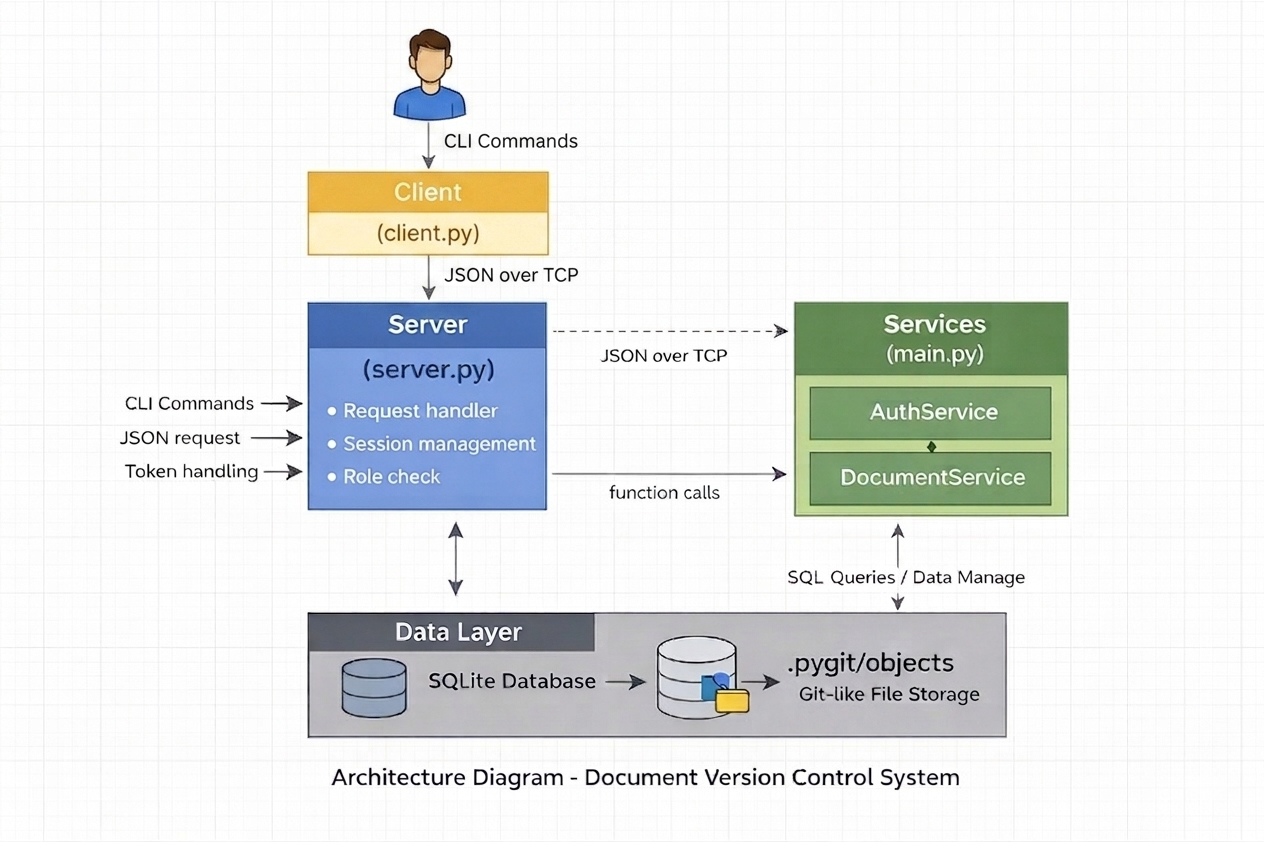 CLI Commands
Client
(client.py)
JSON over TCP
Server
(server.py)
• Request handler
• Session management
• Role check
CLI Commands
JSON request
Token handling
JSON over TCP
function calls
Services
(main.py)
AuthService
DocumentService
SQL Queries / Data Manage
Data Layer
SQLite Database
.pygit/objects
Git-like File Storage
Architecture Diagram - Document Version Control System